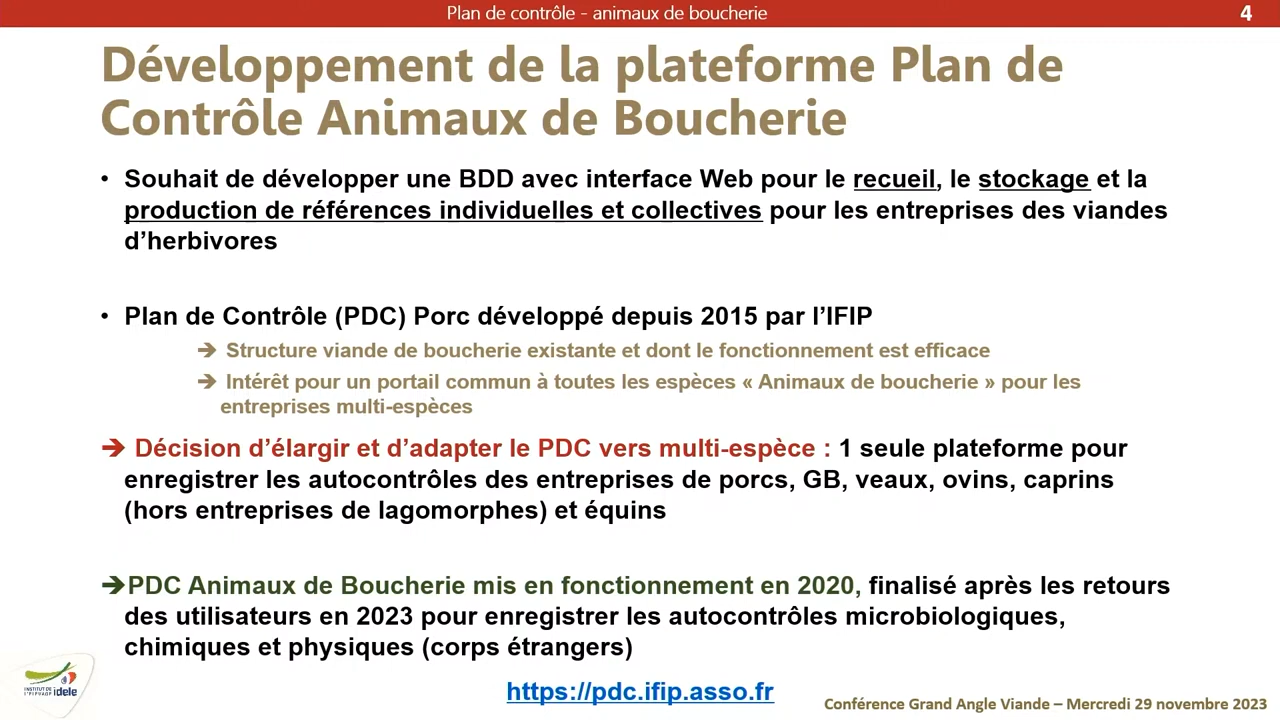 Plan de contrôle - animaux de boucherie
4
Développement de la plateforme Plan de
Contrôle Animaux de Boucherie
• Souhait de développer une BDD avec interface Web pour le recueil, le stockage et la
production de références individuelles et collectives pour les entreprises des viandes
d’herbivores
• Plan de Contrôle (PDC) Porc développé depuis 2015 par l’IFIP
➔ Structure viande de boucherie existante et dont le fonctionnement est efficace
➔ Intérêt pour un portail commun à toutes les espèces « Animaux de boucherie » pour les
entreprises multi-espèces
➔ Décision d’élargir et d’adapter le PDC vers multi-espèce : 1 seule plateforme pour
enregistrer les autocontrôles des entreprises de porcs, GB, veaux, ovins, caprins
(hors entreprises de lagomorphes) et équins
➔PDC Animaux de Boucherie mis en fonctionnement en 2020, finalisé après les retours
des utilisateurs en 2023 pour enregistrer les autocontrôles microbiologiques,
chimiques et physiques (corps étrangers)
INSTITUT DE
L'ÉLEVAGE idele
https://pdc.ifip.asso.fr
Conférence Grand Angle Viande – Mercredi 29 novembre 2023